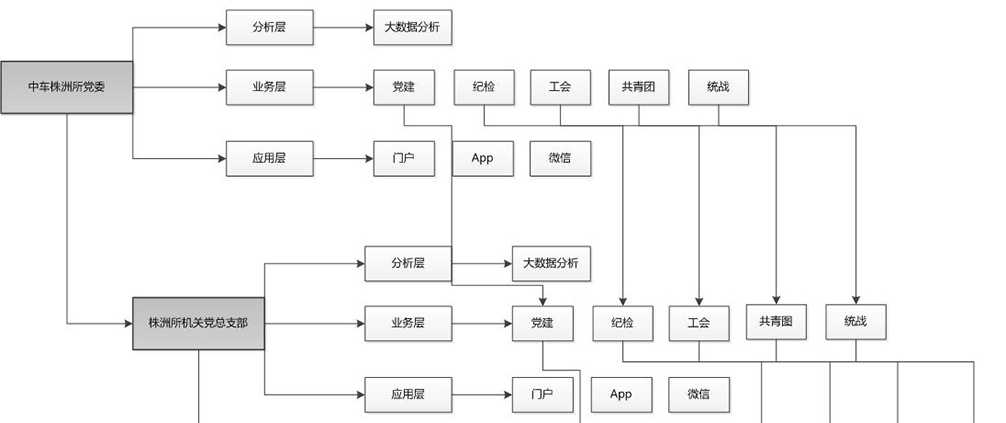 分析层
大数据分析
中车株洲所党委
业务层
党建
纪检
工会
共青团
统战
应用层
门户
App
微信
分析层
大数据分析
株洲所机关党总支部
业务层
党建
纪检
工会
共青图
统战
应用层
门户
App
微信